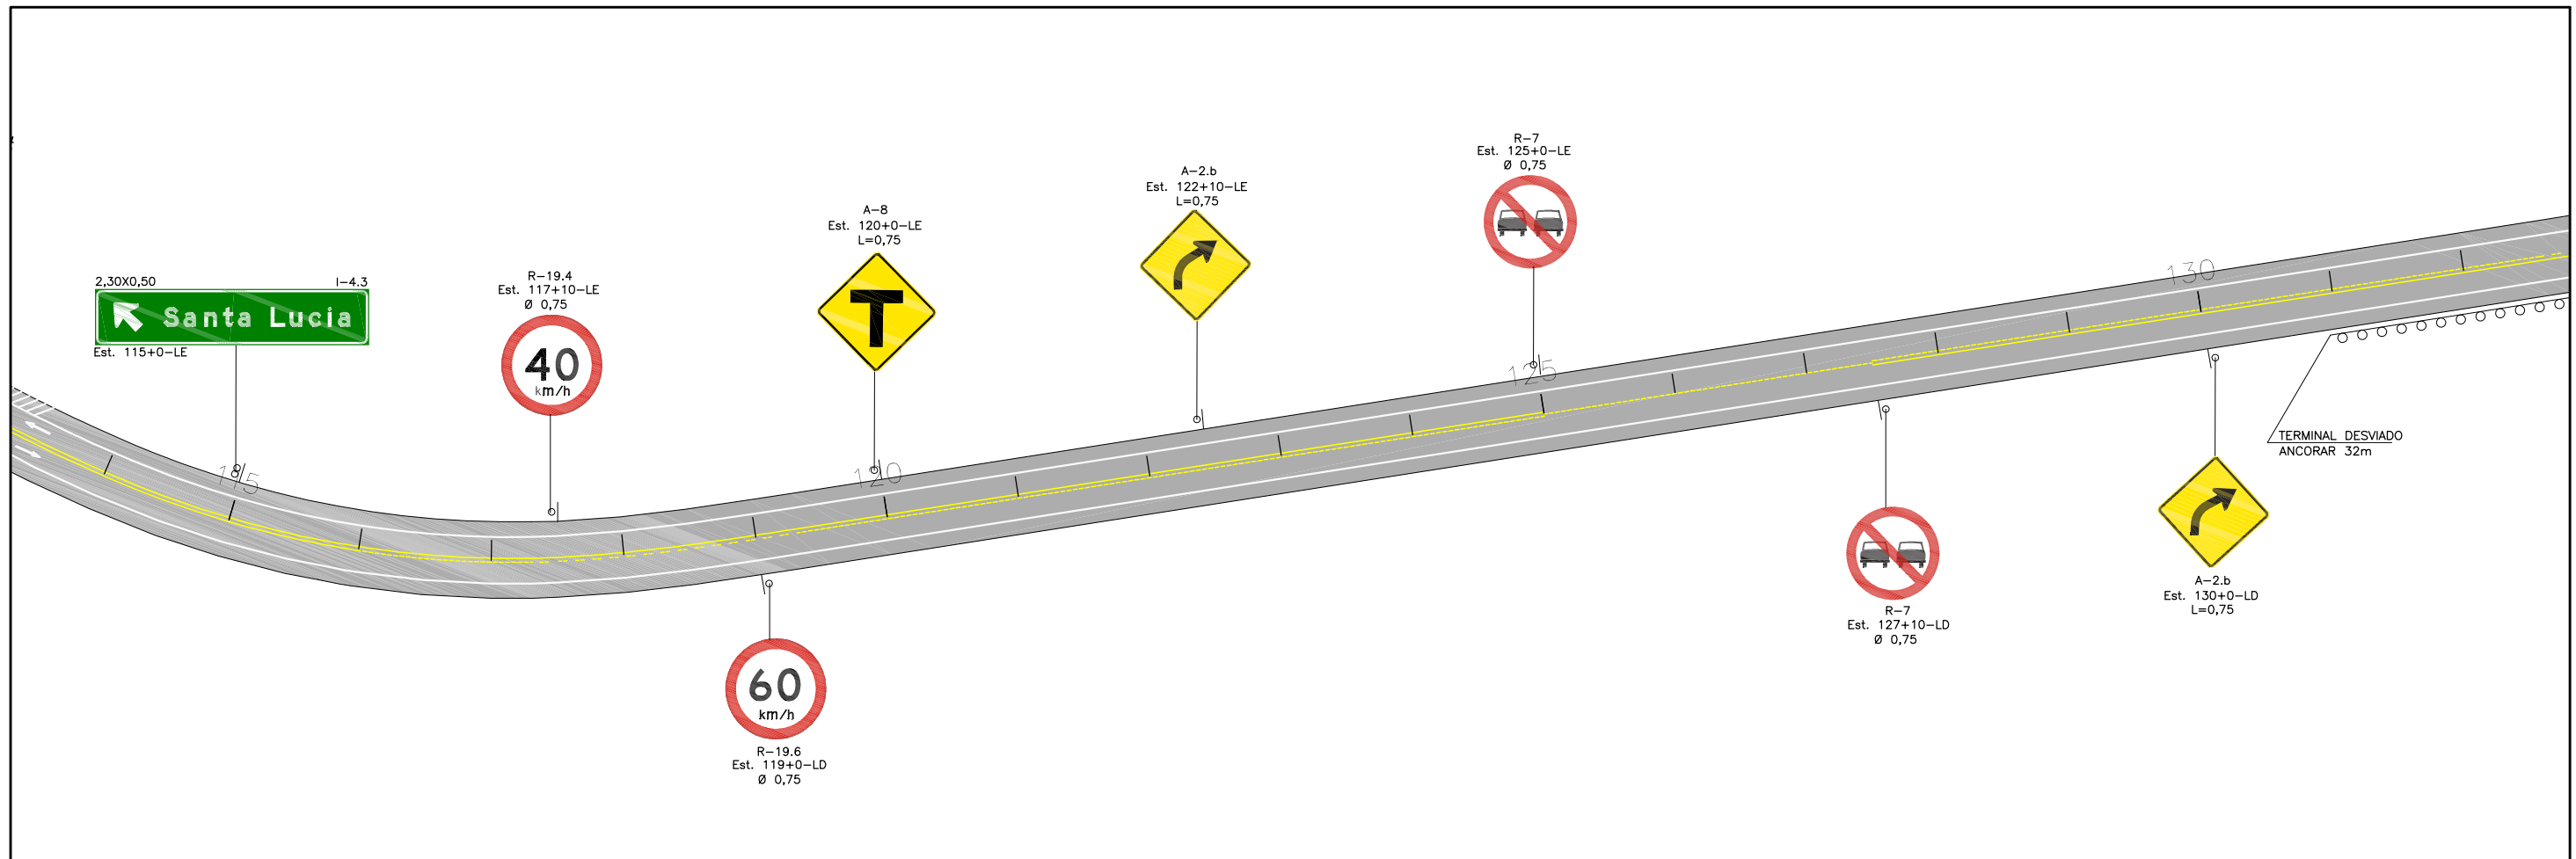 2,30X0,50
I-4.3
Santa Lucia
Est. 115+0-LE
R-19.4
Est. 117+10-LE
Ø 0,75
40
km/h
A-8
Est. 120+0-LE
L=0,75
A-2.b
Est. 122+10-LE
L=0,75
R-7
Est. 125+0-LE
Ø 0,75
115
120
125
130
60
km/h
R-19.6
Est. 119+0-LD
Ø 0,75
R-7
Est. 127+10-LD
Ø 0,75
A-2.b
Est. 130+0-LD
L=0,75
TERMINAL DESVIADO
ANCORAR 32m